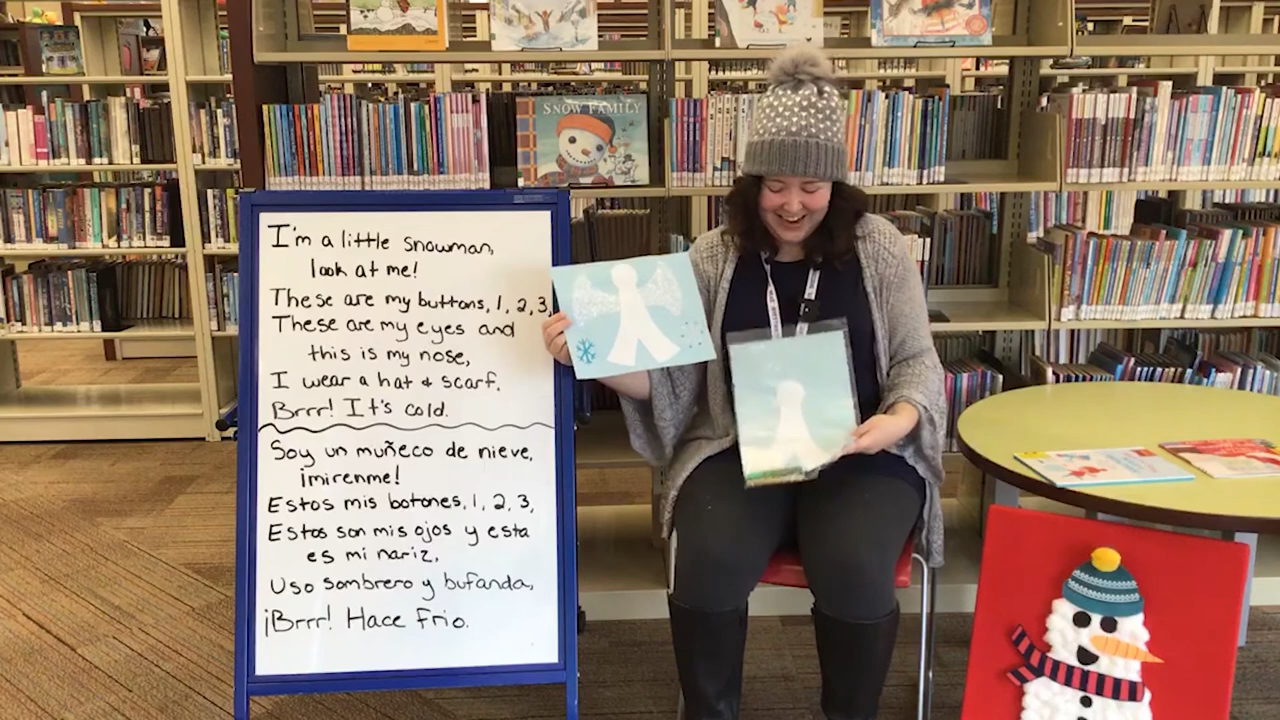 SNOW FAMILY
I'm a little snowman,
look at me!
These are my buttons, 1, 2, 3,
These are my eyes and
this is my nose,
I wear a hat & scarf.
Brrr! It's cold.
Soy un muñeco de nieve,
¡mirenme!
Estos mis botones, 1, 2, 3,
Estos son mis ojos y esta
es mi nariz,
Uso sombrero y bufanda,
¡Brrr! Hace frio.